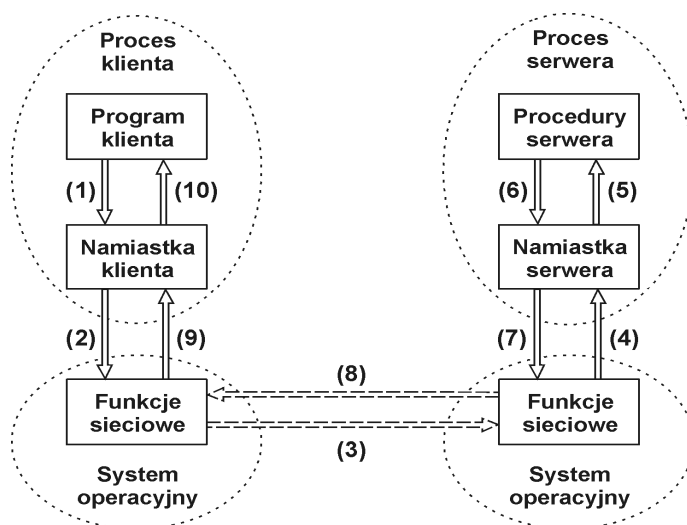 Proces
klienta
Proces
serwera
Program
klienta
Procedury
serwera
(1)
(10)
(6)
(5)
Namiastka
klienta
Namiastka
serwera
(2)
(9)
(7)
(4)
(8)
Funkcje
sieciowe
Funkcje
sieciowe
(3)
System
operacyjny
System
operacyjny